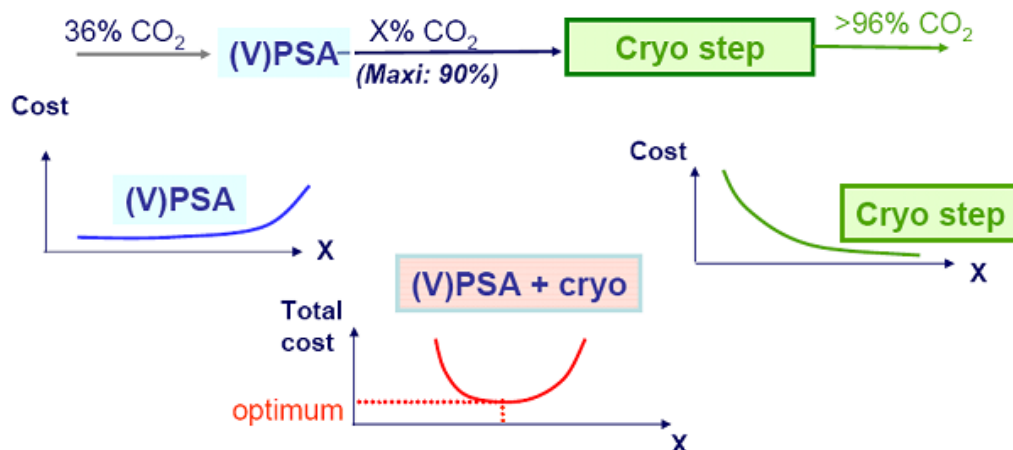 36% CO₂
(V)PSA
X% CO₂
(Maxi: 90%)
Cryo step
>96% CO₂
Cost
(V)PSA
X
Cost
Cryo step
X
(V)PSA + cryo
Total
cost
optimum
X